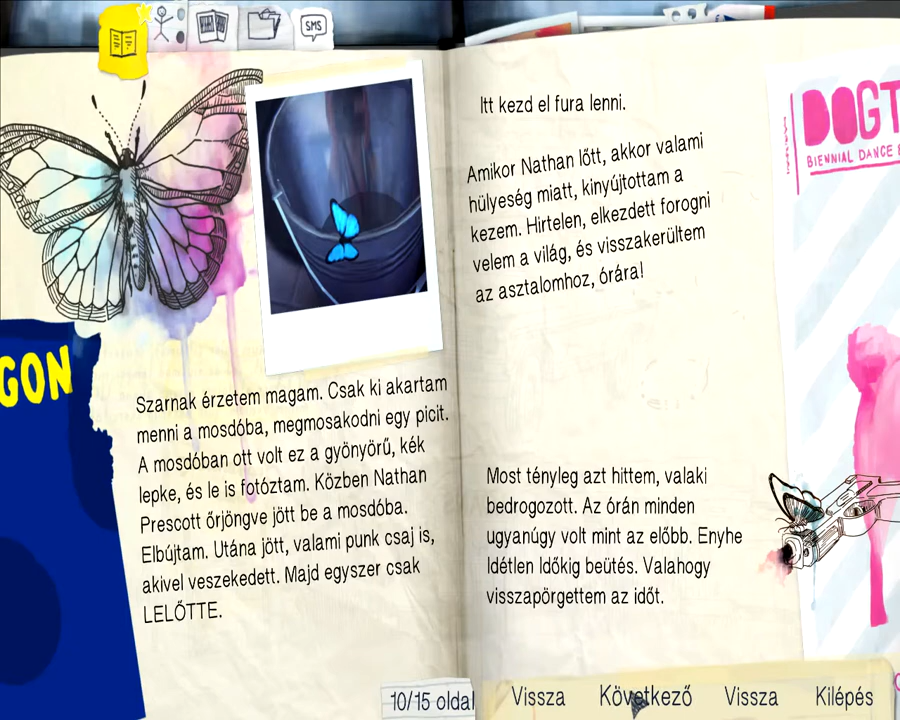 SMS
GON
Szarnak érzetem magam. Csak ki akartam
menni a mosdóba, megmosakodni egy picit.
A mosdóban ott volt ez a gyönyörű, kék
lepke, és le is fotóztam. Közben Nathan
Prescott őrjöngve jött be a mosdóba.
Elbújtam. Utána jött, valami punk csaj is,
akivel veszekedett. Majd egyszer csak
LELŐTTE.
Itt kezd el fura lenni.
Amikor Nathan lőtt, akkor valami
hülyeség miatt, kinyújtottam a
kezem. Hirtelen, elkezdett forogni
velem a világ, és visszakerültem
az asztalomhoz, órára!
Most tényleg azt hittem, valaki
bedrogozott. Az órán minden
ugyanúgy volt mint az előbb. Enyhe
Idétlen Időkig beütés. Valahogy
visszapörgettem az időt.
DOGT
BIENNIAL DANCE
10/15 oldal
Vissza Következő Vissza Kilépés